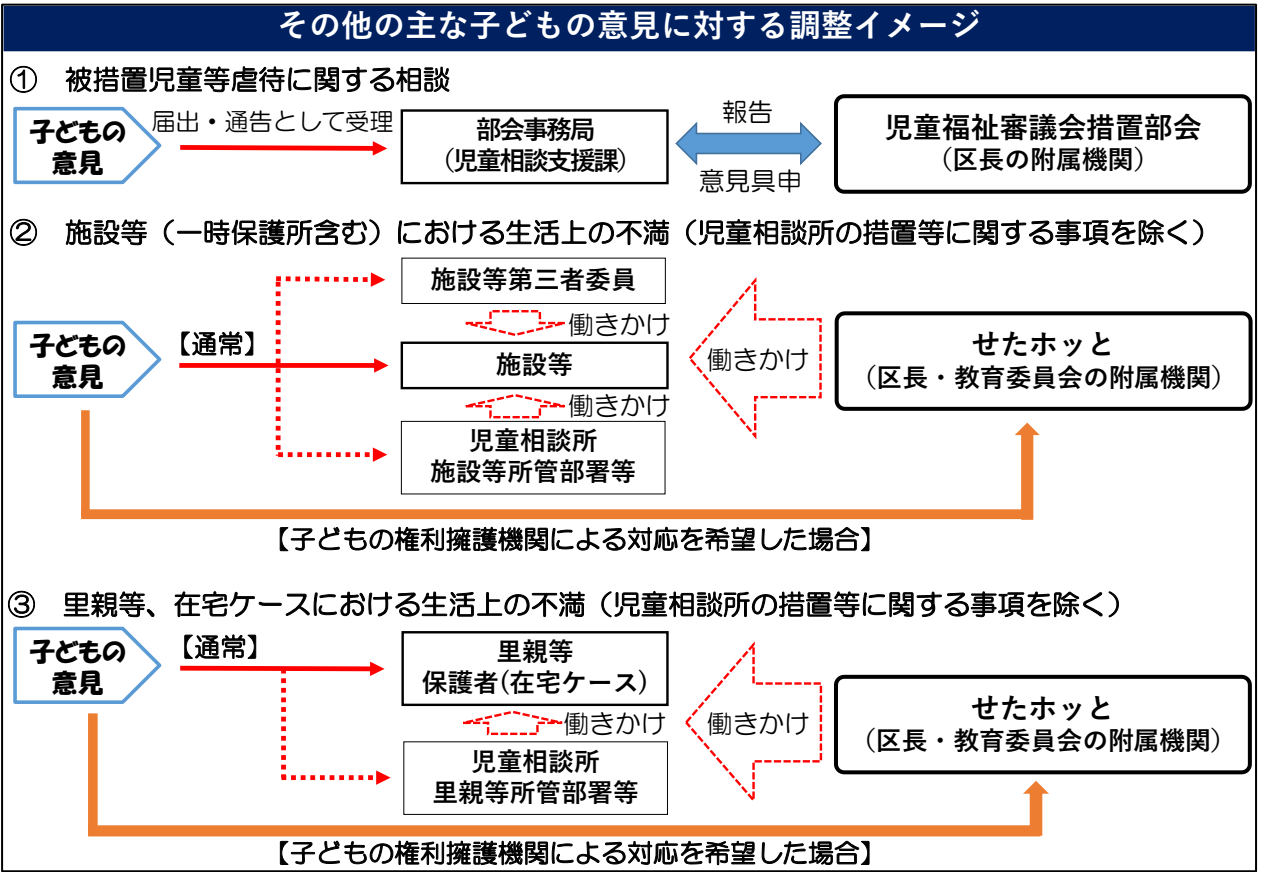 その他の主な子どもの意見に対する調整イメージ
① 被措置児童等虐待に関する相談
子どもの
意見
届出・通告として受理
部会事務局
(児童相談支援課)
報告
意見具申
児童福祉審議会措置部会
(区長の附属機関)
② 施設等（一時保護所含む）における生活上の不満（児童相談所の措置等に関する事項を除く）
子どもの
意見
【通常】
施設等第三者委員
働きかけ
施設等
働きかけ
児童相談所
施設等所管部署等
働きかけ
せたホッと
(区長・教育委員会の附属機関)
【子どもの権利擁護機関による対応を希望した場合】
③ 里親等、在宅ケースにおける生活上の不満（児童相談所の措置等に関する事項を除く）
子どもの
意見
【通常】
里親等
保護者(在宅ケース)
働きかけ
児童相談所
里親等所管部署等
働きかけ
せたホッと
(区長・教育委員会の附属機関)
【子どもの権利擁護機関による対応を希望した場合】